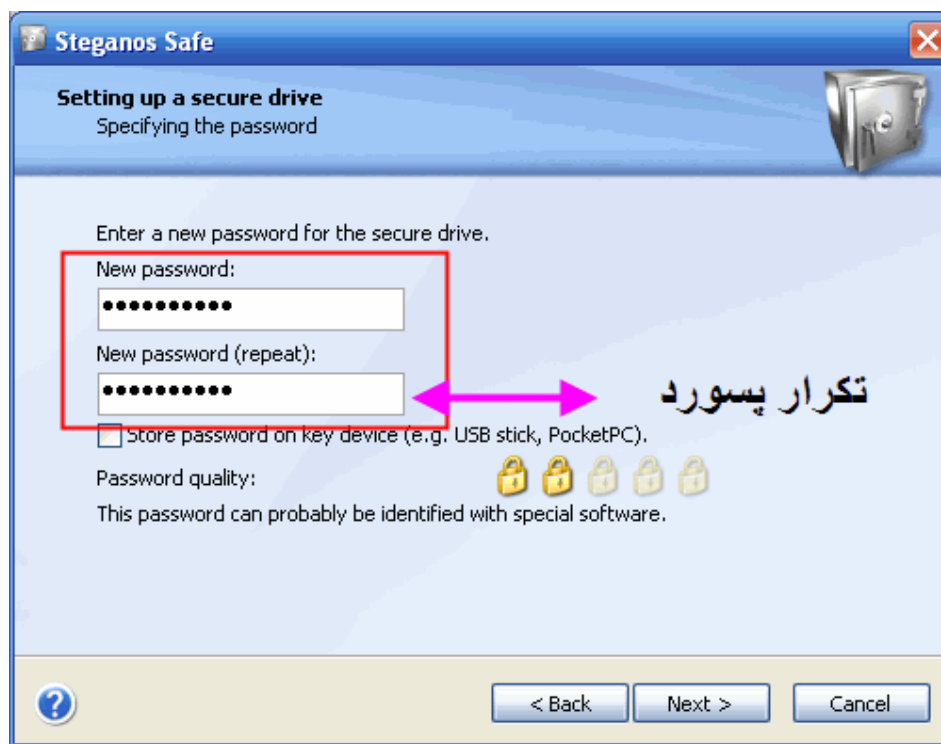 Steganos Safe
Setting up a secure drive
Specifying the password
Enter a new password for the secure drive.
New password:
••••••••••
New password (repeat):
••••••••••
تکرار پسورد
Store password on key device (e.g. USB stick, PocketPC).
Password quality:
This password can probably be identified with special software.
?
< Back
Next >
Cancel